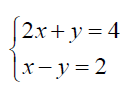 2x + y = 4
x − y = 2